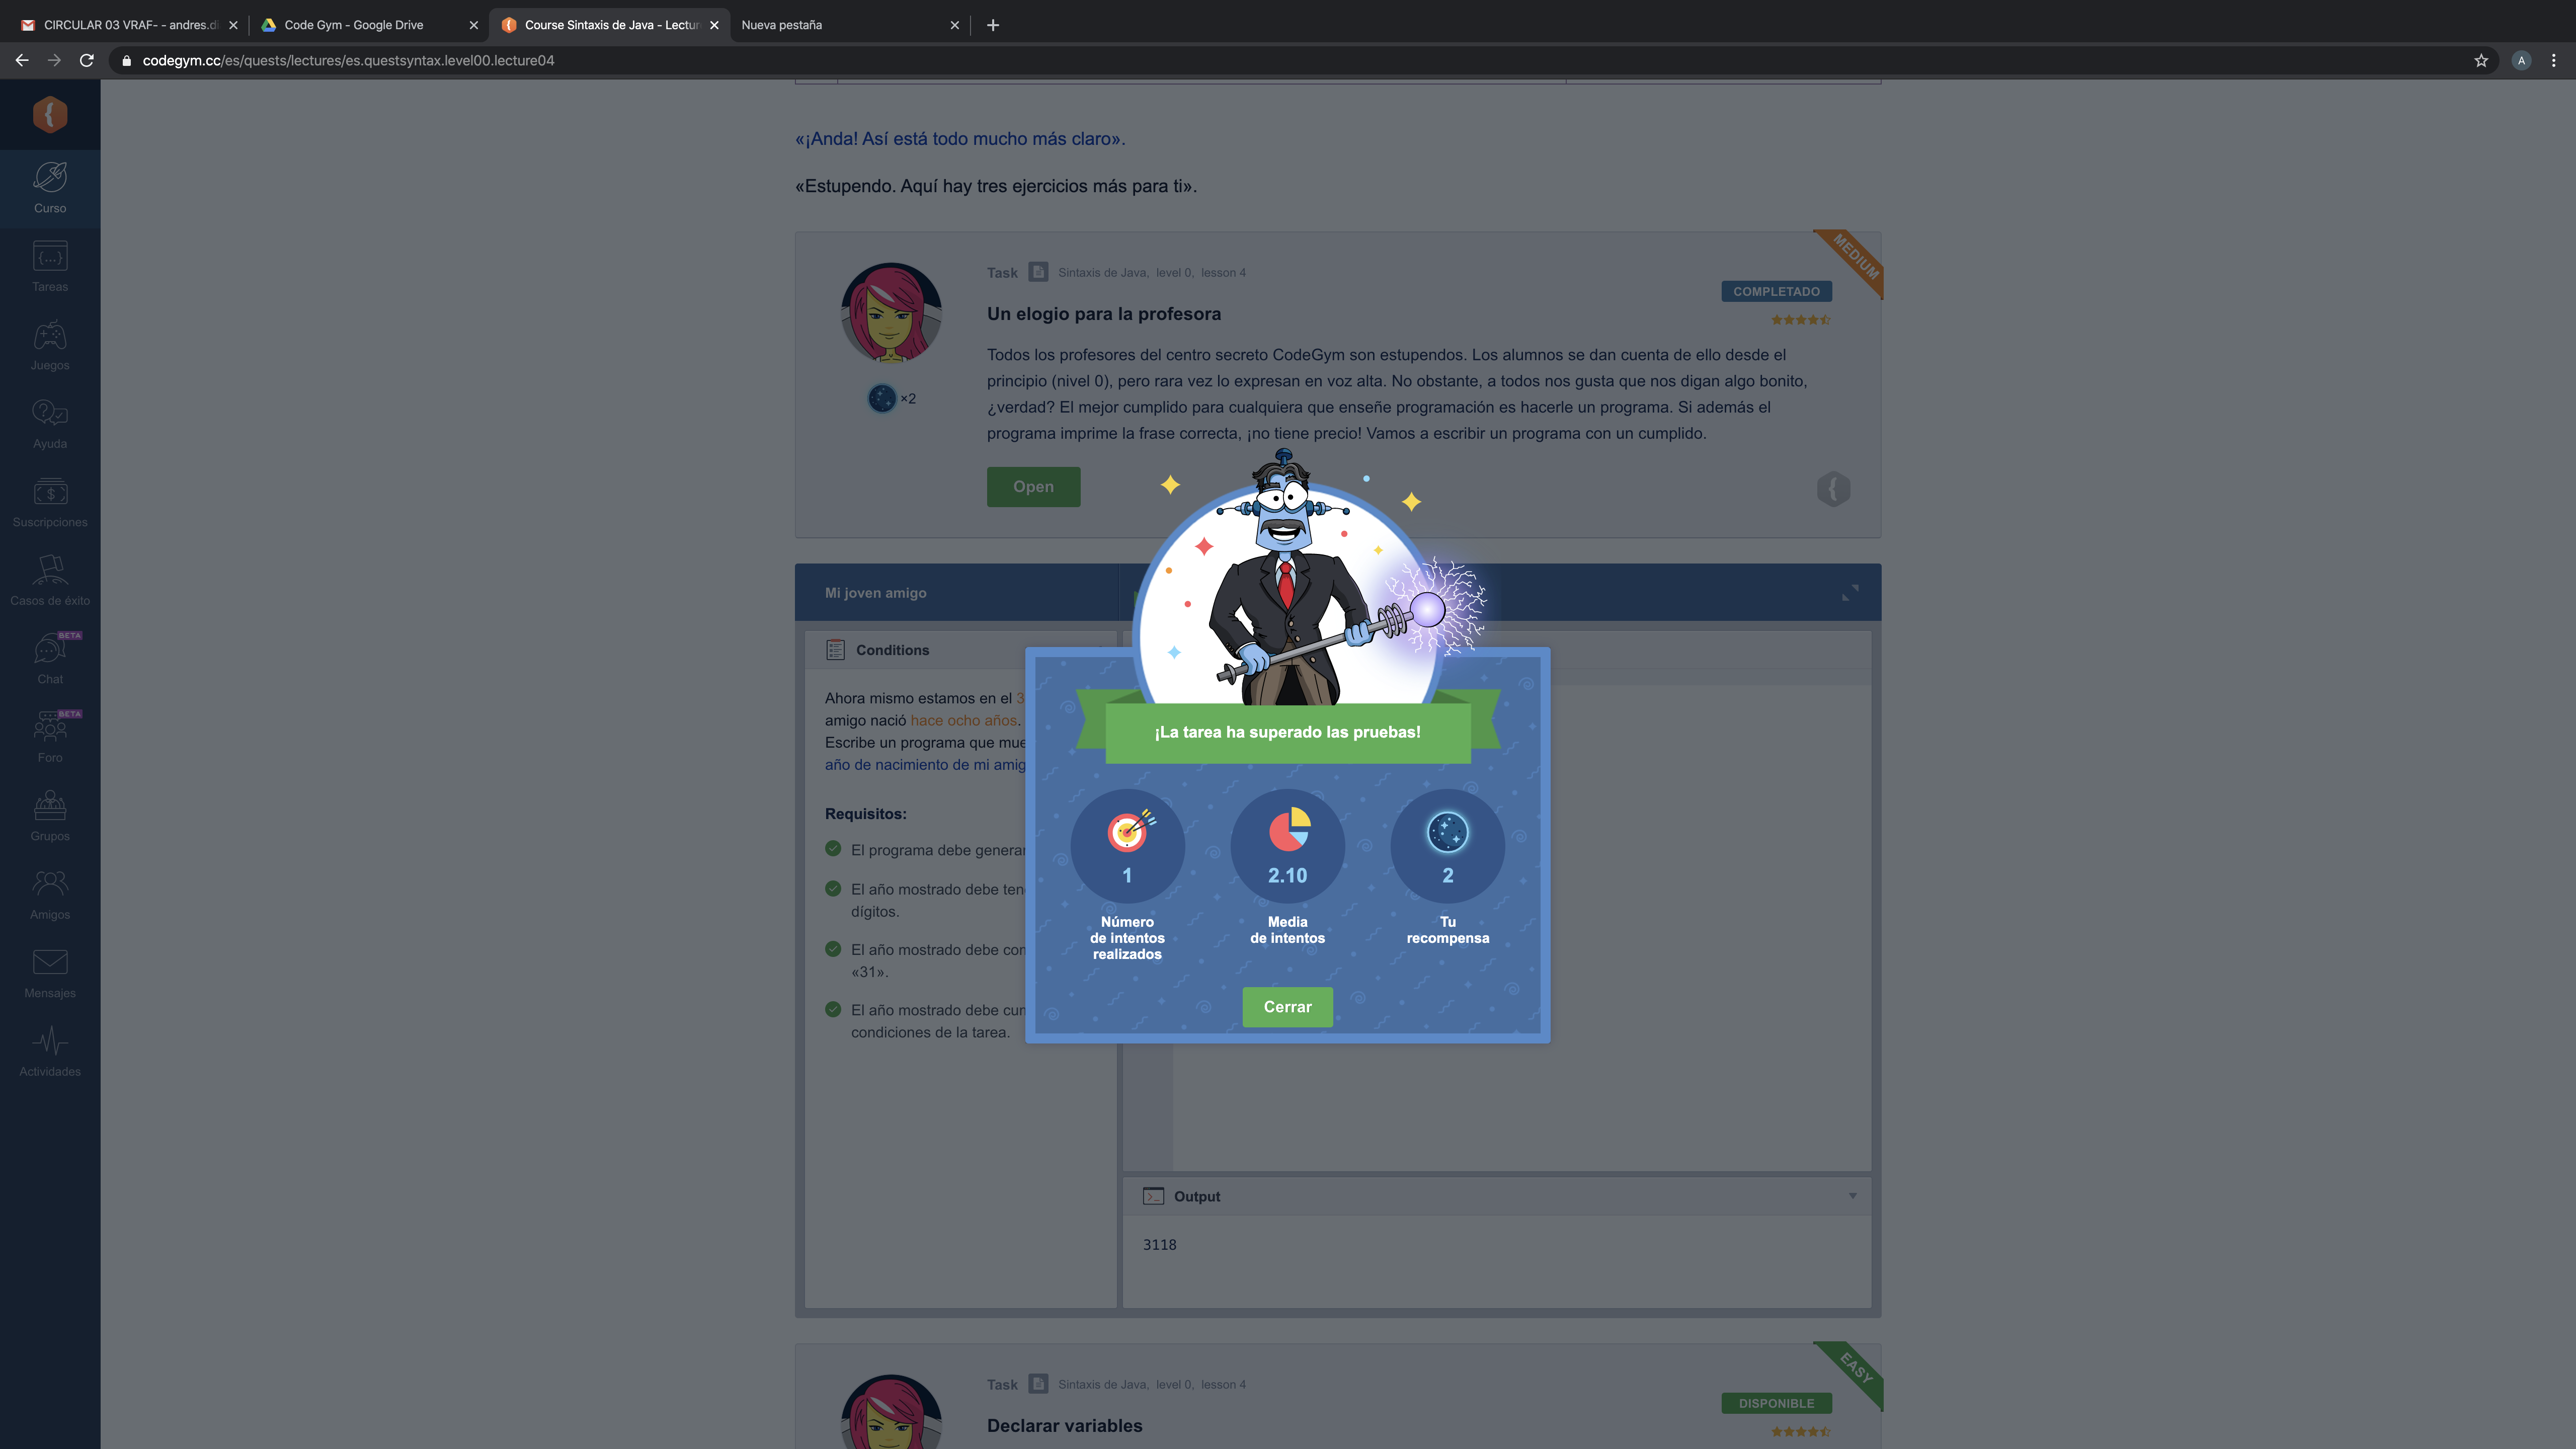 CIRCULAR 03 VRAF- - andres.di
Code Gym - Google Drive
Course Sintaxis de Java - Lectur
Nueva pestaña
codegym.cc/es/quests/lectures/es.questsyntax.level00.lecture04
A
Curso
Tareas
Juegos
Ayuda
Suscripciones
Casos de éxito
BETA
Chat
BETA
Foro
Grupos
Amigos
Mensajes
Actividades
«¡Anda! Así está todo mucho más claro».
«Estupendo. Aquí hay tres ejercicios más para ti».
MEDIUM
Task Sintaxis de Java, level 0, lesson 4
COMPLETADO
Un elogio para la profesora
Todos los profesores del centro secreto CodeGym son estupendos. Los alumnos se dan cuenta de ello desde el
principio (nivel 0), pero rara vez lo expresan en voz alta. No obstante, a todos nos gusta que nos digan algo bonito,
¿verdad? El mejor cumplido para cualquiera que enseñe programación es hacerle un programa. Si además el
programa imprime la frase correcta, ¡no tiene precio! Vamos a escribir un programa con un cumplido.
×2
Open
Mi joven amigo
Conditions
Ahora mismo estamos en el 3
amigo nació hace ocho años.
Escribe un programa que mue
año de nacimiento de mi amig
Requisitos:
El programa debe generar
El año mostrado debe ten
dígitos.
El año mostrado debe con
«31».
El año mostrado debe cum
condiciones de la tarea.
¡La tarea ha superado las pruebas!
1
Número
de intentos
realizados
2.10
Media
de intentos
2
Tu
recompensa
Cerrar
Output
3118
EASY
Task Sintaxis de Java, level 0, lesson 4
DISPONIBLE
Declarar variables